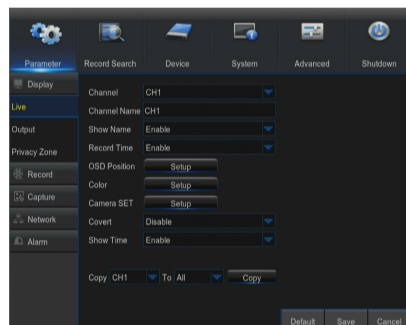 Parameter Record Search Device System Advanced Shutdown
Display
Live
Output
Privacy Zone
Record
Capture
Network
Alarm
Channel CH1
Channel Name CH1
Show Name Enable
Record Time Enable
OSD Position Setup
Color Setup
Camera SET Setup
Covert Disable
Show Time Enable
Copy CH1 To All Copy
Default Save Cancel